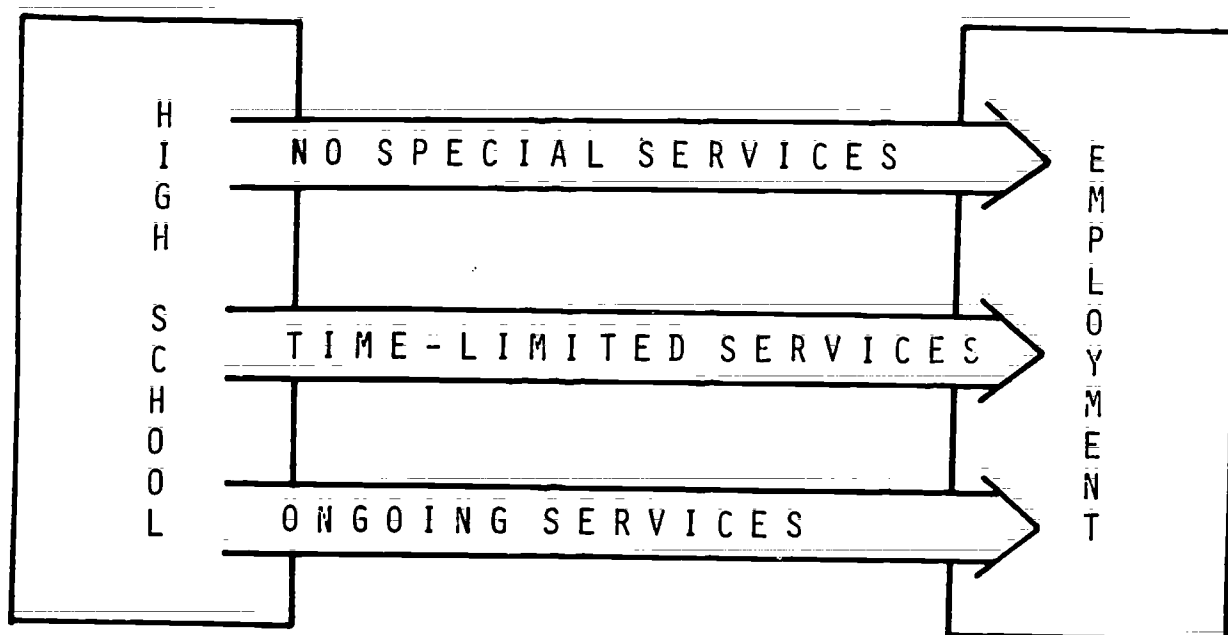 HIGH SCHOOL
NO SPECIAL SERVICES
TIME-LIMITED SERVICES
ONGOING SERVICES
EMPLOYMENT